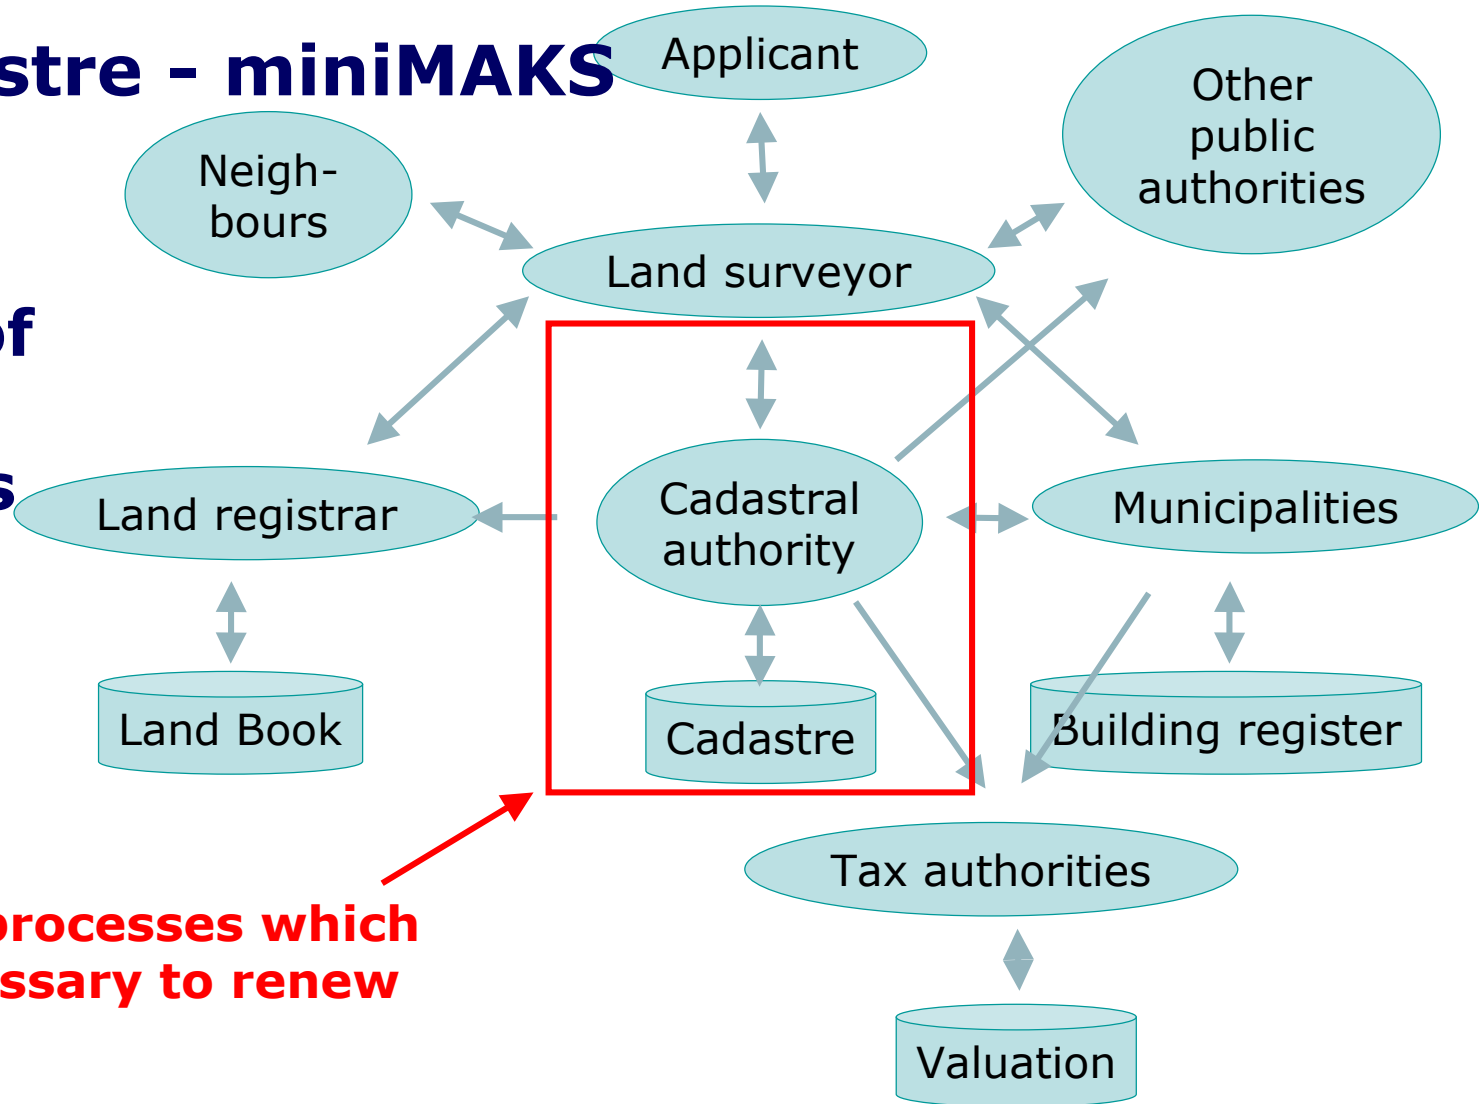 stre - miniMAKS
Applicant
Other
public
authorities
Neigh-
bours
Land surveyor
of
s
Land registrar
Cadastral
authority
Municipalities
Land Book
Cadastre
Building register
Tax authorities
processes which
ssary to renew
Valuation